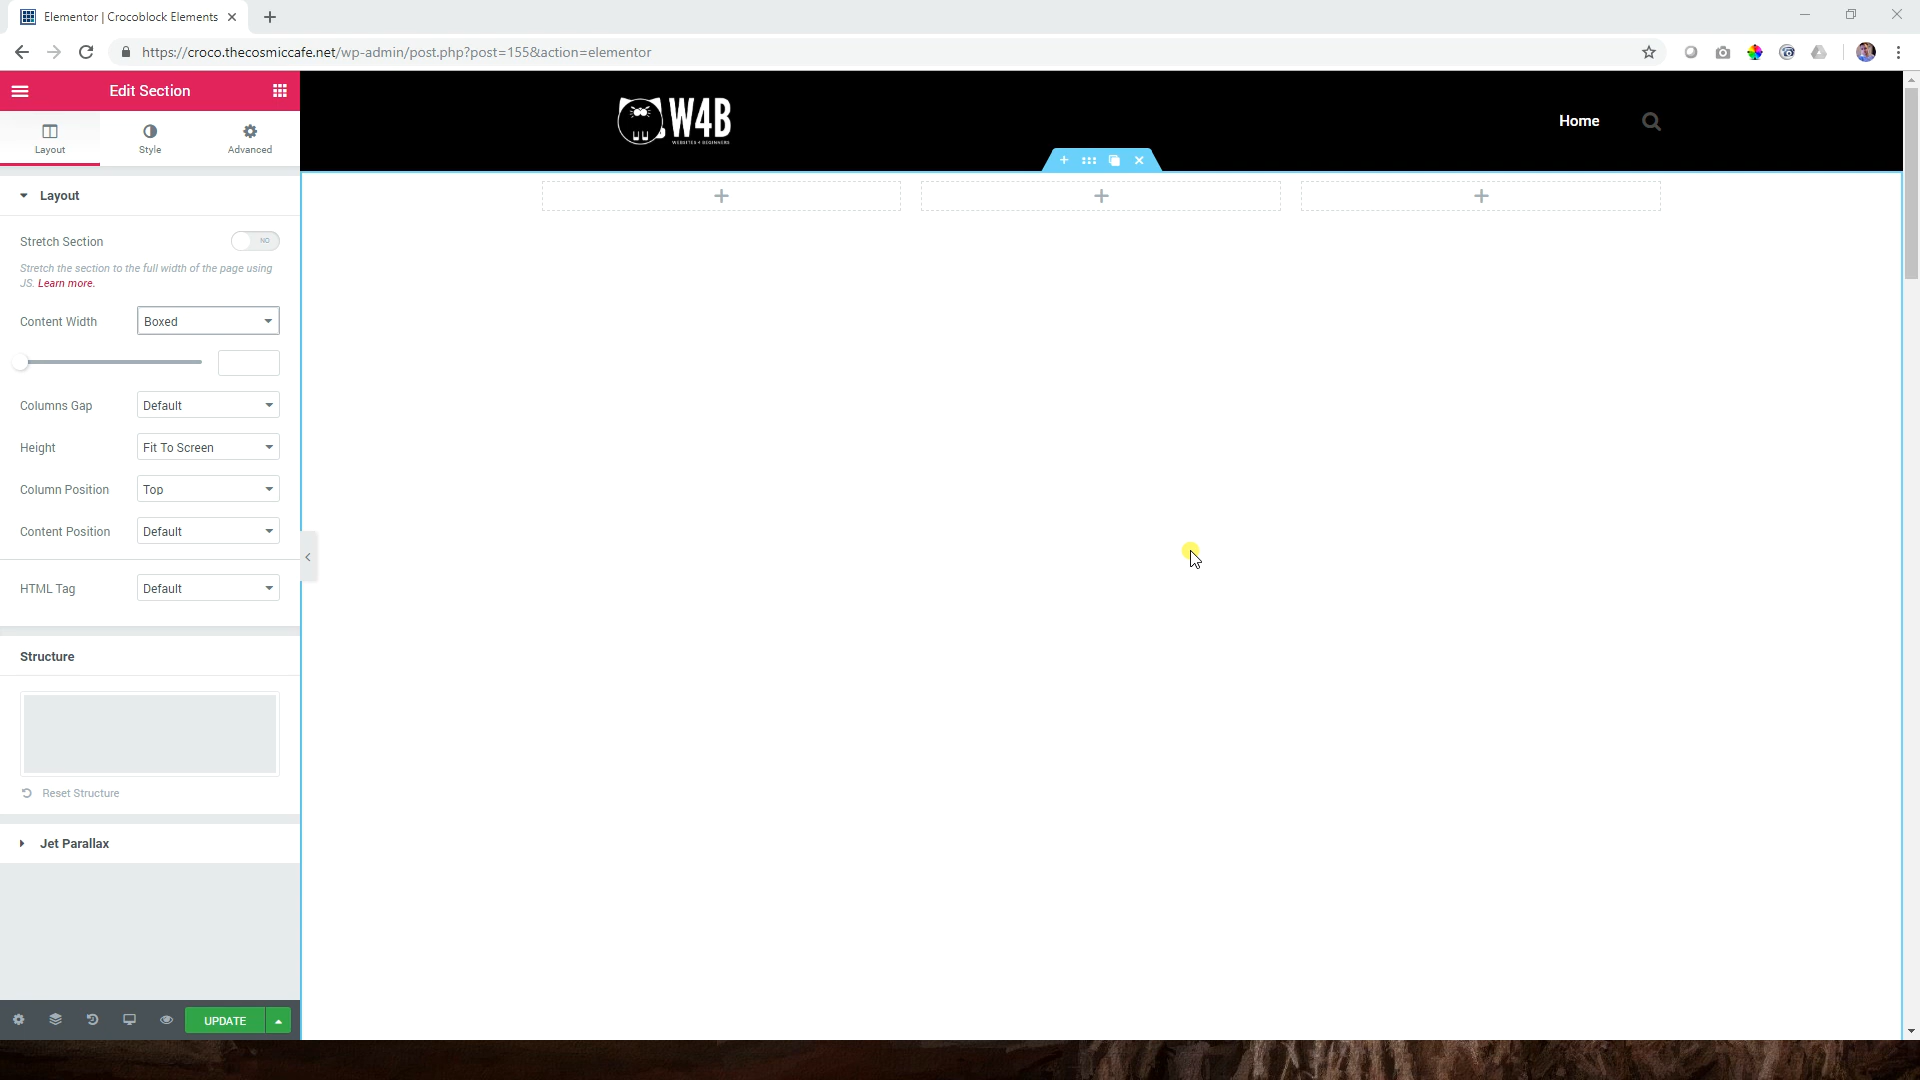 Elementor | Crocoblock Elements
https://croco.thecosmiccafe.net/wp-admin/post.php?post=155&action=elementor
Edit Section
Layout
Style
Advanced
W4B
WEBSITES 4 BEGINNERS
Home
Layout
Stretch Section
NO
Stretch the section to the full width of the page using
JS. Learn more.
Content Width
Boxed
Columns Gap
Default
Height
Fit To Screen
Column Position
Top
Content Position
Default
HTML Tag
Default
Structure
Reset Structure
Jet Parallax
UPDATE